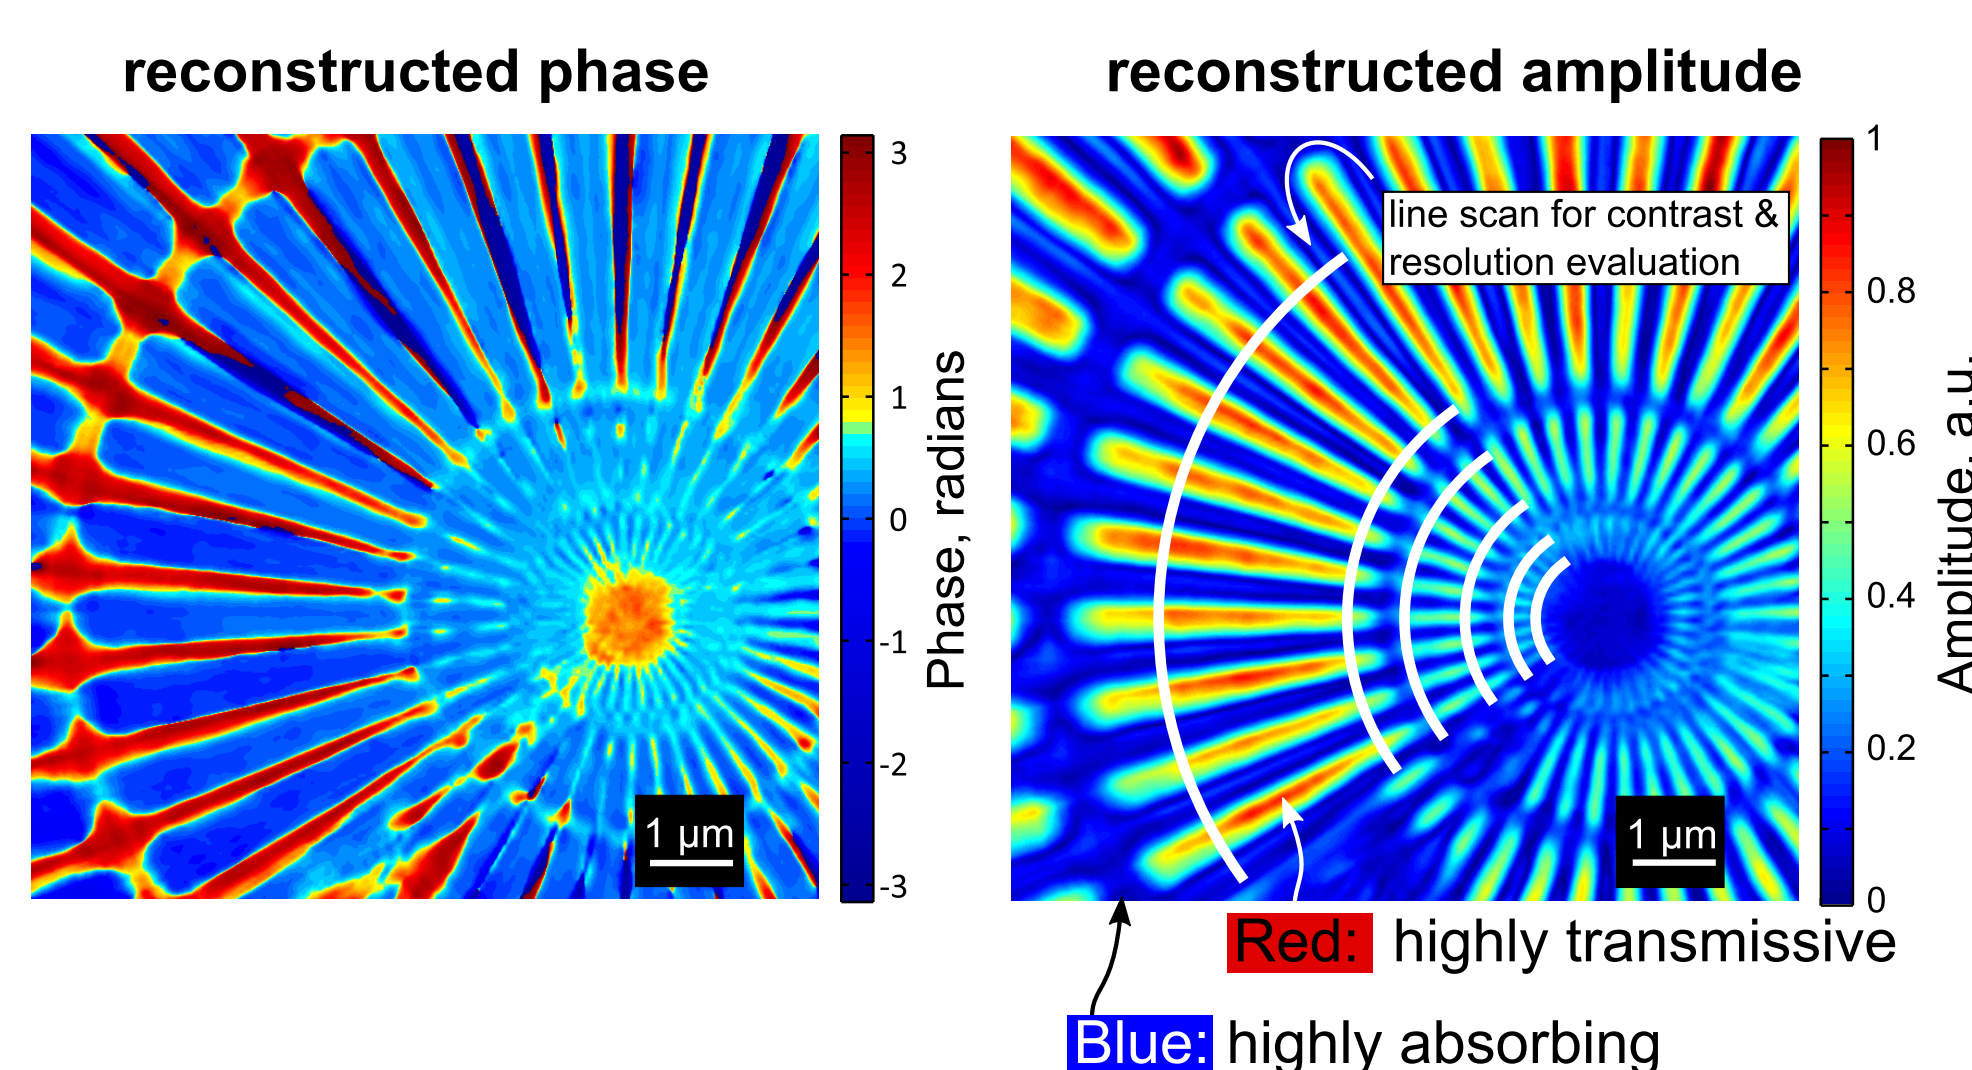 reconstructed phase
reconstructed amplitude
3
2
1
0
-1
-2
-3
Phase, radians
1 µm
line scan for contrast &
resolution evaluation
1
0.8
0.6
0.4
0.2
0
Amplitude, a.u.
1 µm
Red: highly transmissive
Blue: highly absorbing